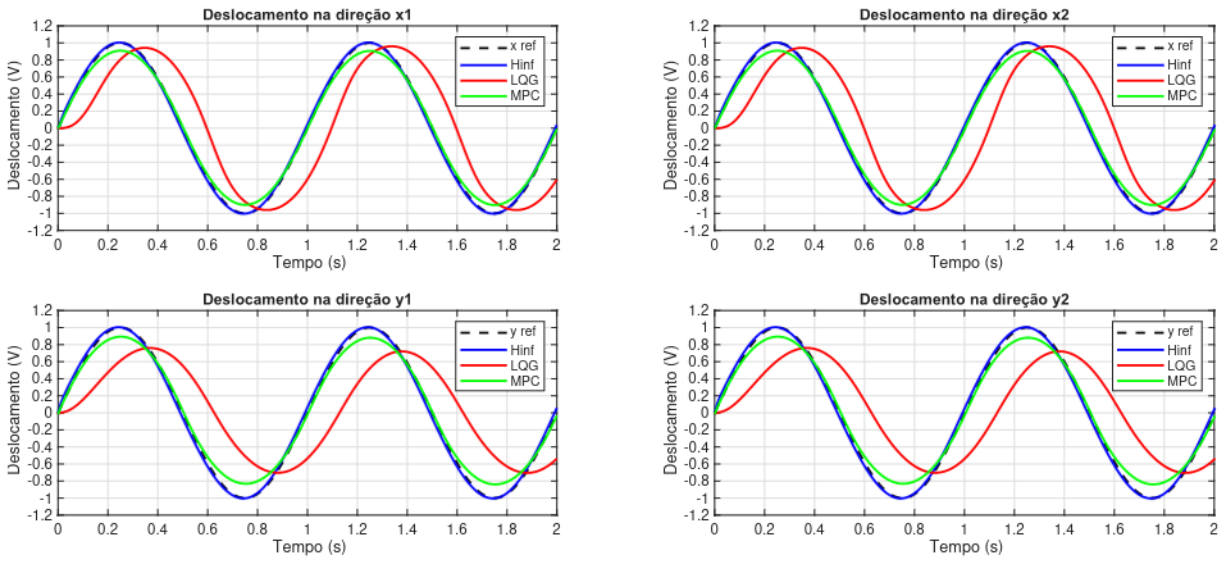 Deslocamento na direção x1
Deslocamento (V)
1.2
1
0.8
0.6
0.4
0.2
0
-0.2
-0.4
-0.6
-0.8
-1
-1.2
x ref
Hinf
LQG
MPC
0 0.2 0.4 0.6 0.8 1 1.2 1.4 1.6 1.8 2
Tempo (s)
Deslocamento na direção x2
Deslocamento (V)
1.2
1
0.8
0.6
0.4
0.2
0
-0.2
-0.4
-0.6
-0.8
-1
-1.2
x ref
Hinf
LQG
MPC
0 0.2 0.4 0.6 0.8 1 1.2 1.4 1.6 1.8 2
Tempo (s)
Deslocamento na direção y1
Deslocamento (V)
1.2
1
0.8
0.6
0.4
0.2
0
-0.2
-0.4
-0.6
-0.8
-1
-1.2
y ref
Hinf
LQG
MPC
0 0.2 0.4 0.6 0.8 1 1.2 1.4 1.6 1.8 2
Tempo (s)
Deslocamento na direção y2
Deslocamento (V)
1.2
1
0.8
0.6
0.4
0.2
0
-0.2
-0.4
-0.6
-0.8
-1
-1.2
y ref
Hinf
LQG
MPC
0 0.2 0.4 0.6 0.8 1 1.2 1.4 1.6 1.8 2
Tempo (s)